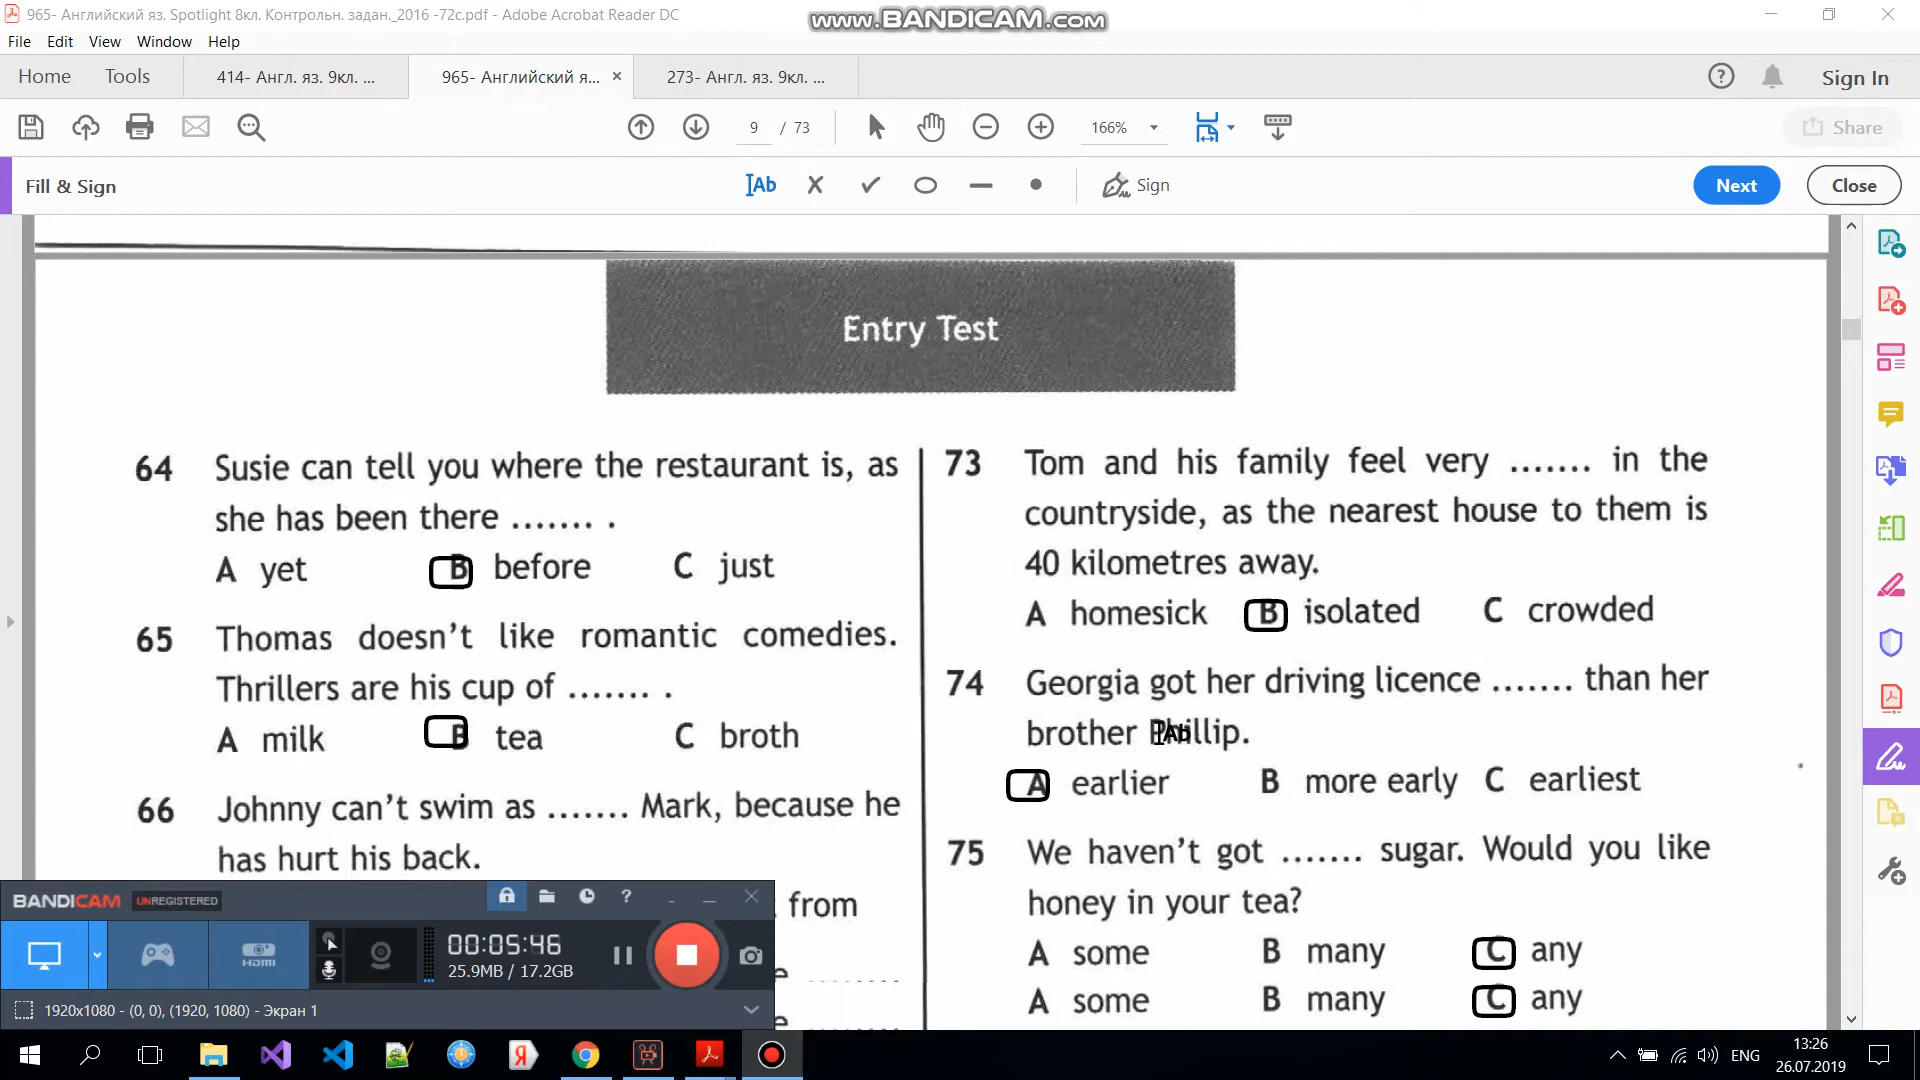 965- Английский яз. Spotlight 8кл. Контрольн. задан._2016 -72с.pdf - Adobe Acrobat Reader DC
www.BANDICAM.com
File Edit View Window Help
Home Tools 414- Англ. яз. 9кл. ... 965- Английский я... × 273- Англ. яз. 9кл. ... ? Sign In
9 / 73 166% Share
Fill & Sign Ab Sign Next Close
Entry Test
64 Susie can tell you where the restaurant is, as
she has been there ....... .
A yet B before C just
65 Thomas doesn't like romantic comedies.
Thrillers are his cup of ....... .
A milk B tea C broth
66 Johnny can't swim as ....... Mark, because he
has hurt his back.
from
73 Tom and his family feel very ....... in the
countryside, as the nearest house to them is
40 kilometres away.
A homesick B isolated C crowded
74 Georgia got her driving licence ....... than her
brother Phillip.
Ab
A earlier B more early C earliest
75 We haven't got ....... sugar. Would you like
honey in your tea?
A some B many C any
A some B many C any
BANDICAM UNREGISTERED ?
HDMI
00:05:46
25.9MB / 17.2GB
1920x1080 - (0, 0), (1920, 1080) - Экран 1
Я
ENG
13:26
26.07.2019